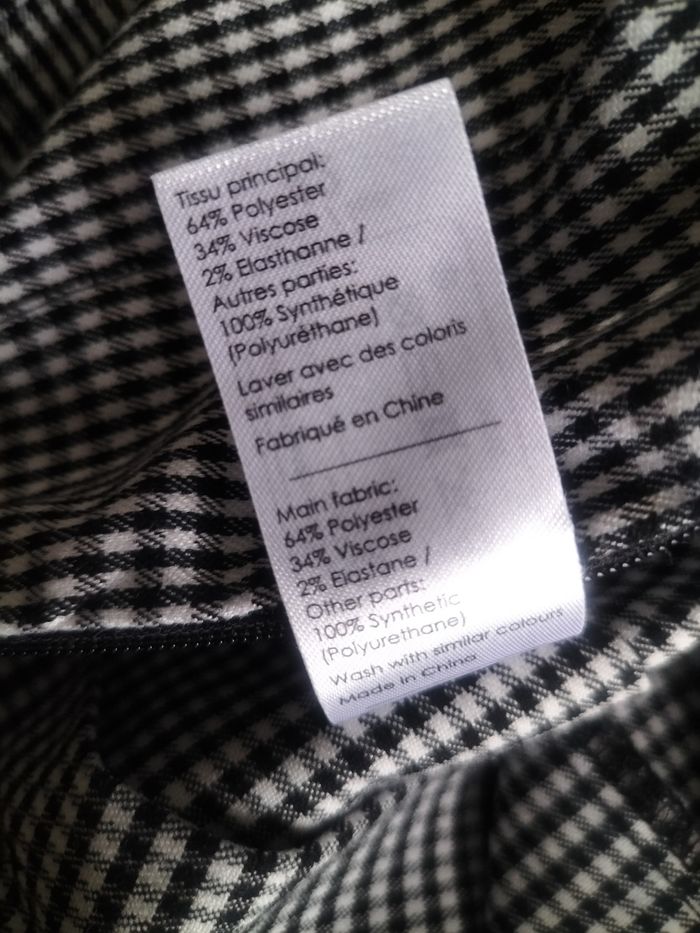 Tissu principal:
64% Polyester
34% Viscose
2% Elasthanne /
Autres parties:
100% Synthétique
(Polyuréthane)
Laver avec des coloris
similaires
Fabriqué en Chine
Main fabric:
64% Polyester
34% Viscose
2% Elastane /
Other parts:
100% Synthetic
(Polyurethane)
Wash with similar colours
Made in China